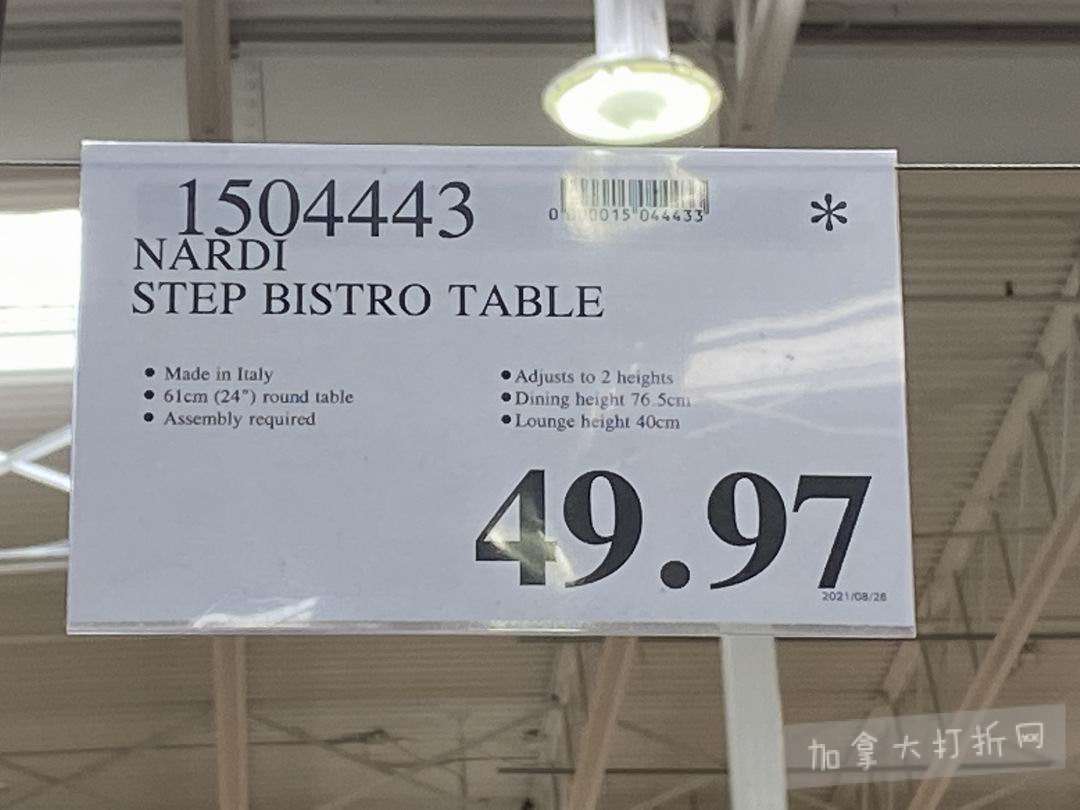 1504443
0 000015 044433
*
NARDI
STEP BISTRO TABLE
• Made in Italy
• 61cm (24") round table
• Assembly required
• Adjusts to 2 heights
• Dining height 76.5cm
• Lounge height 40cm
49.97
2021/08/28
加拿大打折网